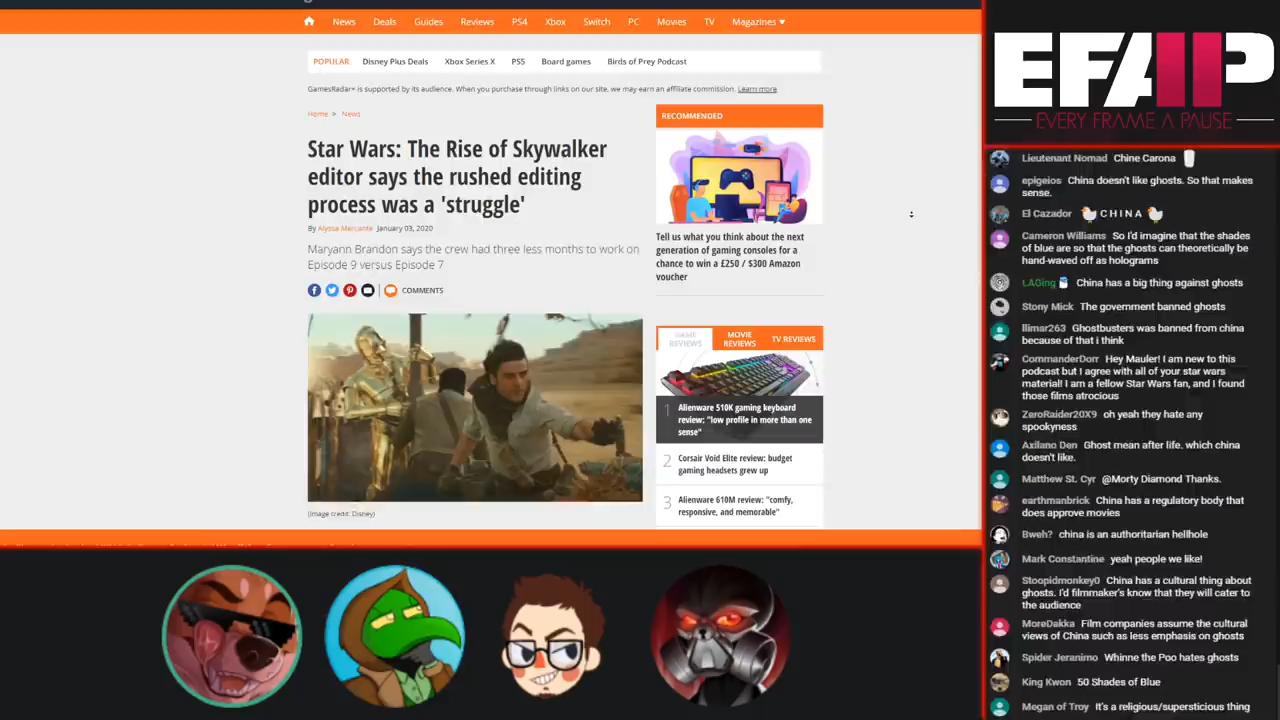 News Deals Guides Reviews PS4 Xbox Switch PC Movies TV Magazines
POPULAR Disney Plus Deals Xbox Series X PS5 Board games Birds of Prey Podcast
GamesRadar+ is supported by its audience. When you purchase through links on our site, we may earn an affiliate commission. Learn more
Home > News
Star Wars: The Rise of Skywalker
editor says the rushed editing
process was a 'struggle'
By Alyssa Mercante January 03, 2020
Maryann Brandon says the crew had three less months to work on
Episode 9 versus Episode 7
COMMENTS
(Image credit: Disney)
RECOMMENDED
Tell us what you think about the next
generation of gaming consoles for a
chance to win a £250 / $300 Amazon
voucher
GAME
REVIEWS
MOVIE
REVIEWS
TV REVIEWS
1 Alienware 510K gaming keyboard
review: "low profile in more than one
sense"
2 Corsair Void Elite review: budget
gaming headsets grew up
3 Alienware 610M review: "comfy,
responsive, and memorable"
EFAP
EVERY FRAME A PAUSE
Lieutenant Nomad Chine Carona
epigeios China doesn't like ghosts. So that makes
sense.
El Cazador C H I N A
Cameron Williams So I'd imagine that the shades
of blue are so that the ghosts can theoretically be
hand-waved off as holograms
LAGing China has a big thing against ghosts
Stony Mick The government banned ghosts
llimar263 Ghostbusters was banned from china
because of that i think
CommanderDorr Hey Mauler! I am new to this
podcast but I agree with all of your star wars
material! I am a fellow Star Wars fan, and I found
those films atrocious
ZeroRaider20X9 oh yeah they hate any
spookyness
Axilano Den Ghost mean after life, which china
doesn't like.
Matthew St. Cyr @Morty Diamond Thanks.
earthmanbrick China has a regulatory body that
does approve movies
Bweh? china is an authoritarian hellhole
Mark Constantine yeah people we like!
Stoopidmonkey0 China has a cultural thing about
ghosts. I'd filmmaker's know that they will cater to
the audience
MoreDakka Film companies assume the cultural
views of China such as less emphasis on ghosts
Spider Jeranimo Whinne the Poo hates ghosts
King Kwon 50 Shades of Blue
Megan of Troy It's a religious/supersticious thing